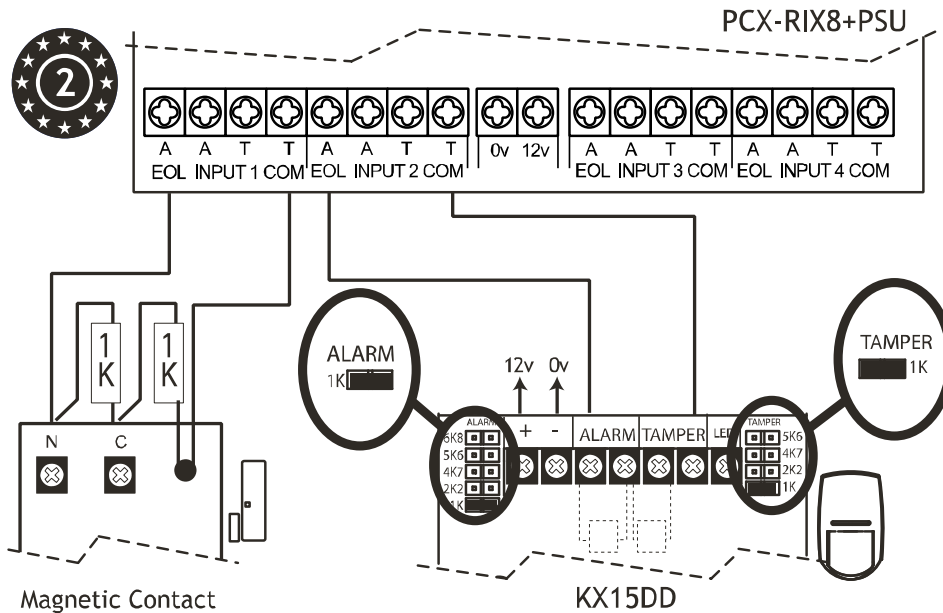 PCX-RIX8+PSU
2
A A T T A A T T 0v 12v A A T T A A T T
EOL INPUT 1 COM EOL INPUT 2 COM EOL INPUT 3 COM EOL INPUT 4 COM
1K
1K
ALARM
1K
TAMPER
1K
12v 0v
N C
ALARM
6K8
5K6
4K7
2K2
1K
+ - ALARM TAMPER LED
TAMPER
5K6
4K7
2K2
1K
Magnetic Contact
KX15DD